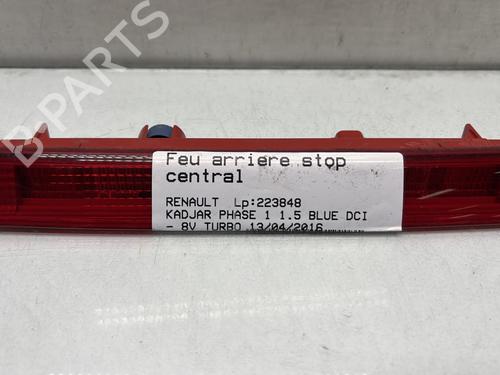 B-PARTS
Feu arriere stop
central
RENAULT Lp:223848
KADJAR PHASE 1 1.5 BLUE DCI
- 8V TURBO 13/04/2016